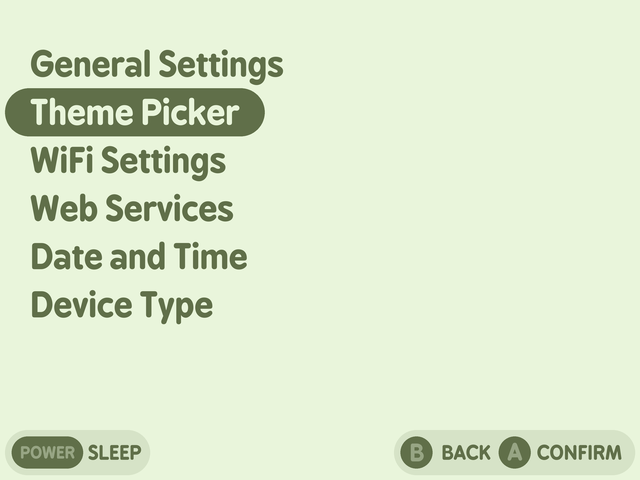 General Settings
Theme Picker
WiFi Settings
Web Services
Date and Time
Device Type
POWER SLEEP
B BACK A CONFIRM